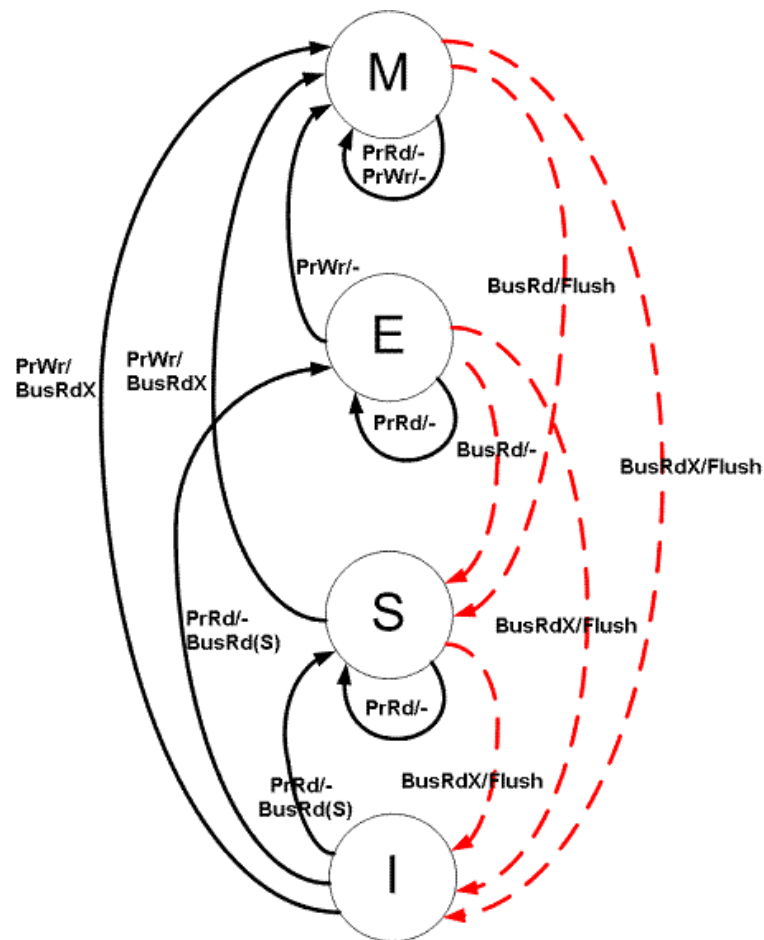 M
PrRd/-
PrWr/-
PrWr/-
BusRd/Flush
E
PrWr/
BusRdX
PrWr/
BusRdX
PrRd/-
BusRd/-
BusRdX/Flush
S
PrRd/-
BusRd(S)
BusRdX/Flush
PrRd/-
PrRd/-
BusRd(S)
BusRdX/Flush
I